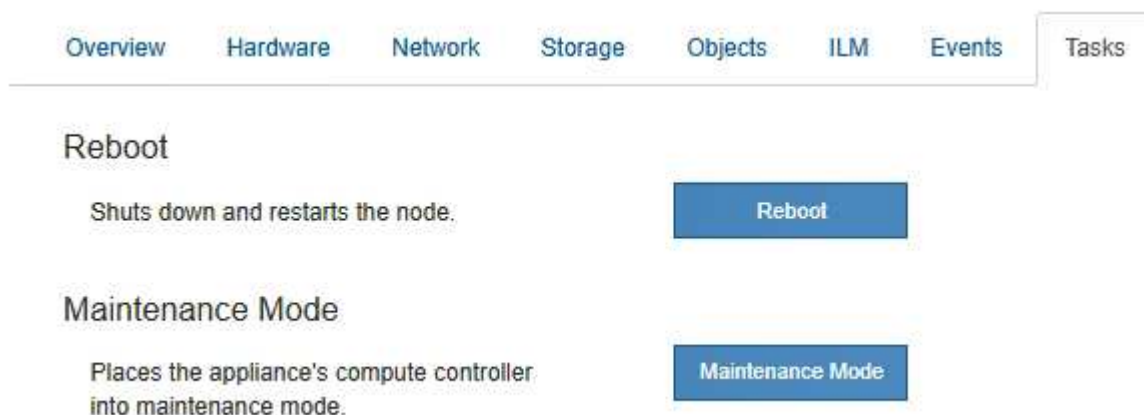 Overview Hardware Network Storage Objects ILM Events Tasks
Reboot
Shuts down and restarts the node. Reboot
Maintenance Mode
Places the appliance's compute controller Maintenance Mode
into maintenance mode.